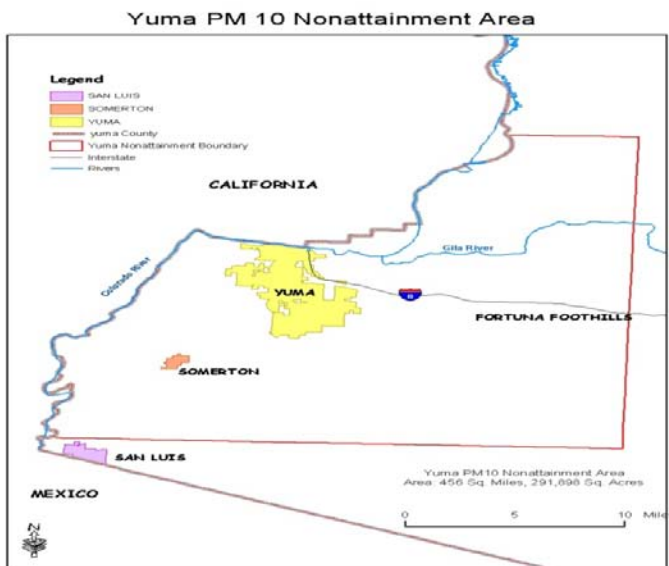 Yuma PM 10 Nonattainment Area
Legend
SAN LUIS
SOMERTON
YUMA
yuma County
Yuma Nonattainment Boundary
Interstate
Rivers
CALIFORNIA
Colorado River
Gila River
YUMA
8
FORTUNA FOOTHILLS
SOMERTON
SAN LUIS
MEXICO
Yuma PM10 Nonattainment Area
Area: 456 Sq. Miles, 291,898 Sq. Acres
0 5 10 Mile
N